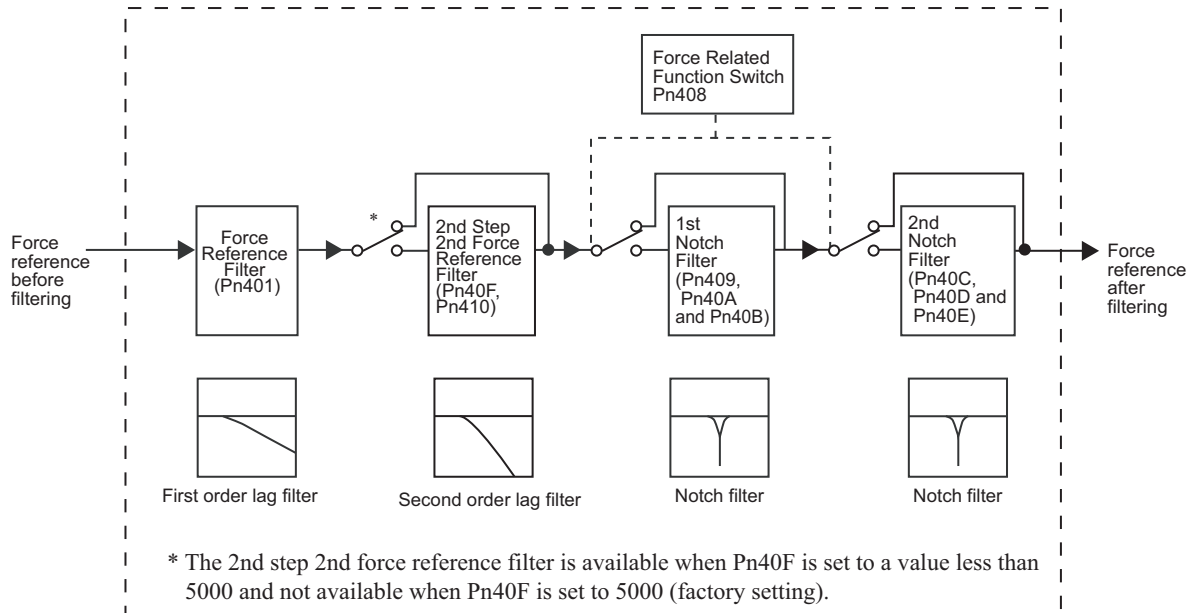 Force Related
Function Switch
Pn408
Force
reference
before
filtering
Force
Reference
Filter
(Pn401)
*
2nd Step
2nd Force
Reference
Filter
(Pn40F,
Pn410)
1st
Notch
Filter
(Pn409,
Pn40A
and Pn40B)
2nd
Notch
Filter
(Pn40C,
Pn40D and
Pn40E)
Force
reference
after
filtering
First order lag filter
Second order lag filter
Notch filter
Notch filter
* The 2nd step 2nd force reference filter is available when Pn40F is set to a value less than
5000 and not available when Pn40F is set to 5000 (factory setting).